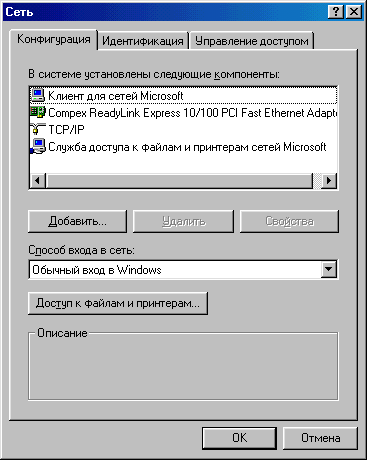 Сеть
Конфигурация Идентификация Управление доступом
В системе установлены следующие компоненты:
Клиент для сетей Microsoft
Compex ReadyLink Express 10/100 PCI Fast Ethernet Adapt
TCP/IP
Служба доступа к файлам и принтерам сетей Microsoft
Добавить... Удалить Свойства
Способ входа в сеть:
Обычный вход в Windows
Доступ к файлам и принтерам...
Описание
OK Отмена